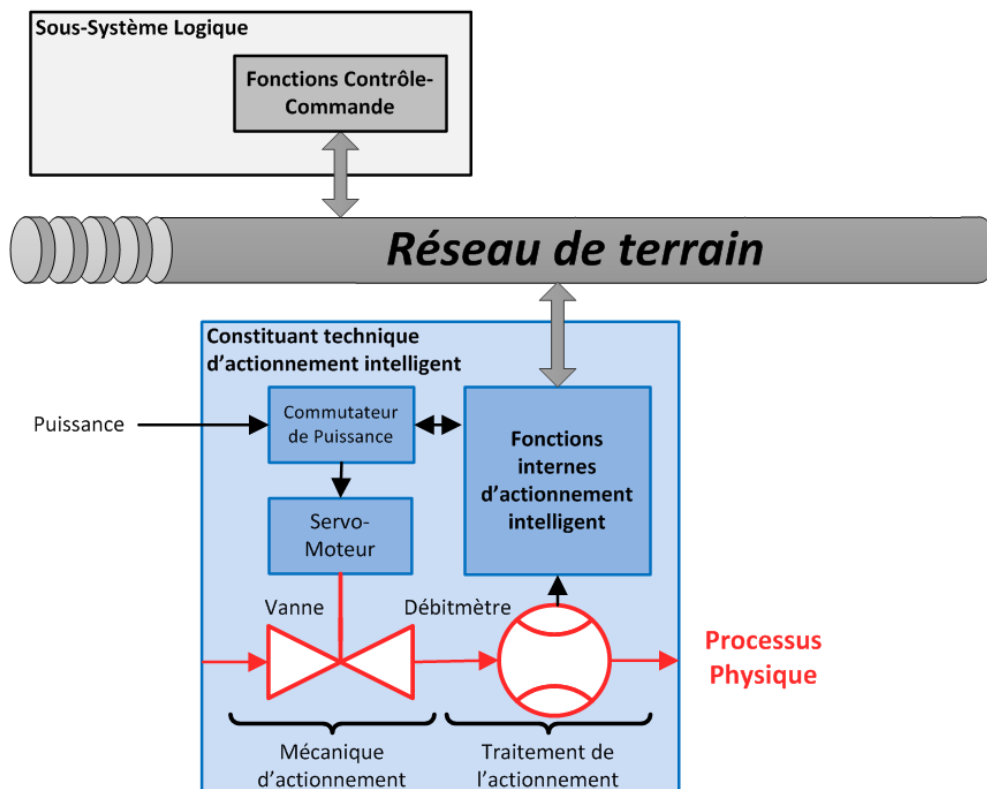 Sous-Système Logique
Fonctions Contrôle-
Commande
Réseau de terrain
Constituant technique
d'actionnement intelligent
Puissance
Commutateur
de Puissance
Fonctions
internes
d'actionnement
intelligent
Servo-
Moteur
Vanne
Débitmètre
Processus
Physique
Mécanique
d'actionnement
Traitement de
l'actionnement